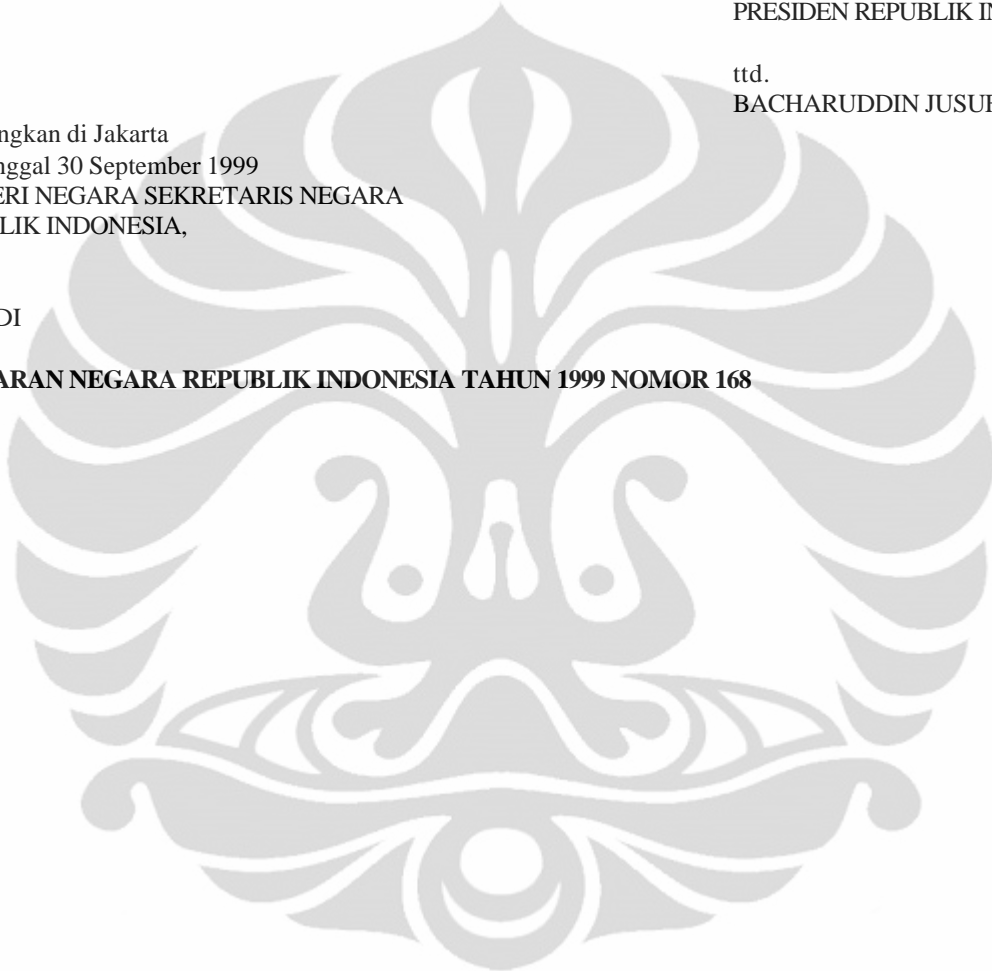 PRESIDEN REPUBLIK IN
ttd.
BACHARUDDIN JUSUF
ngkan di Jakarta
nggal 30 September 1999
ERI NEGARA SEKRETARIS NEGARA
LIK INDONESIA,
DI
ARAN NEGARA REPUBLIK INDONESIA TAHUN 1999 NOMOR 168